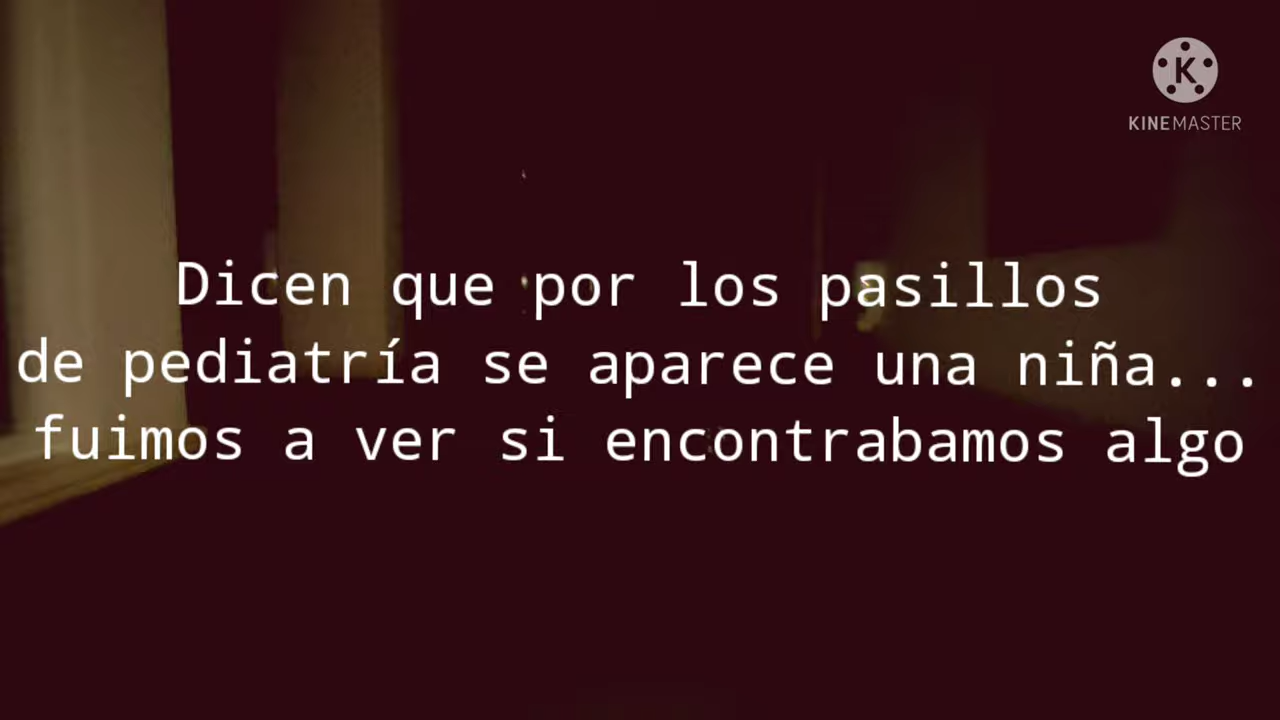 KINEMASTER
Dicen que por los pasillos
de pediatría se aparece una niña...
fuimos a ver si encontrabamos algo